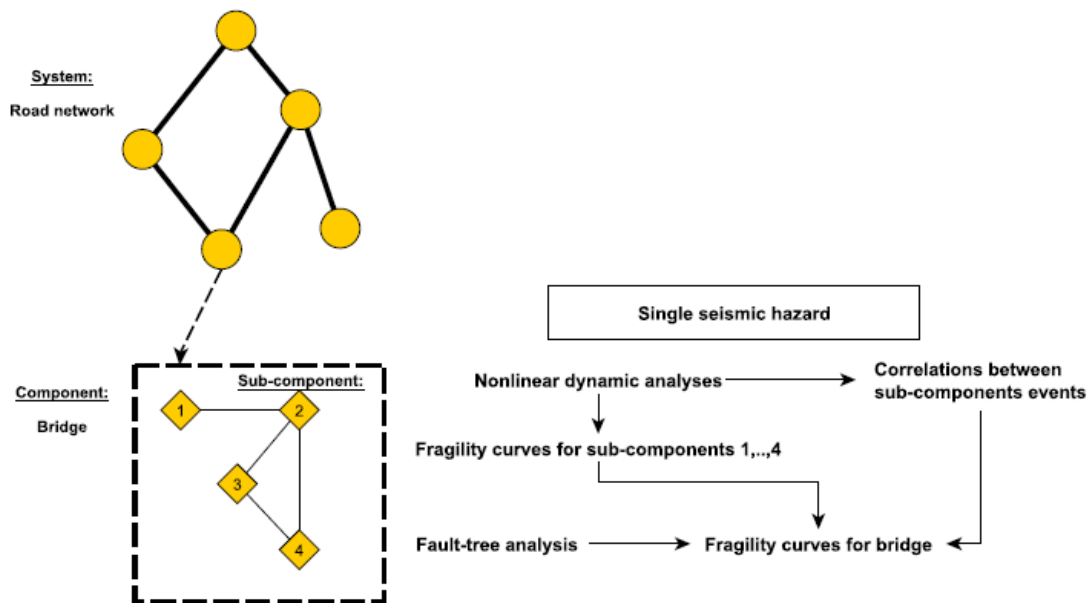 System:
Road network
Single seismic hazard
Component:
Bridge
Sub-component:
1
2
3
4
Nonlinear dynamic analyses
Correlations between
sub-components events
Fragility curves for sub-components 1,..,4
Fault-tree analysis
Fragility curves for bridge